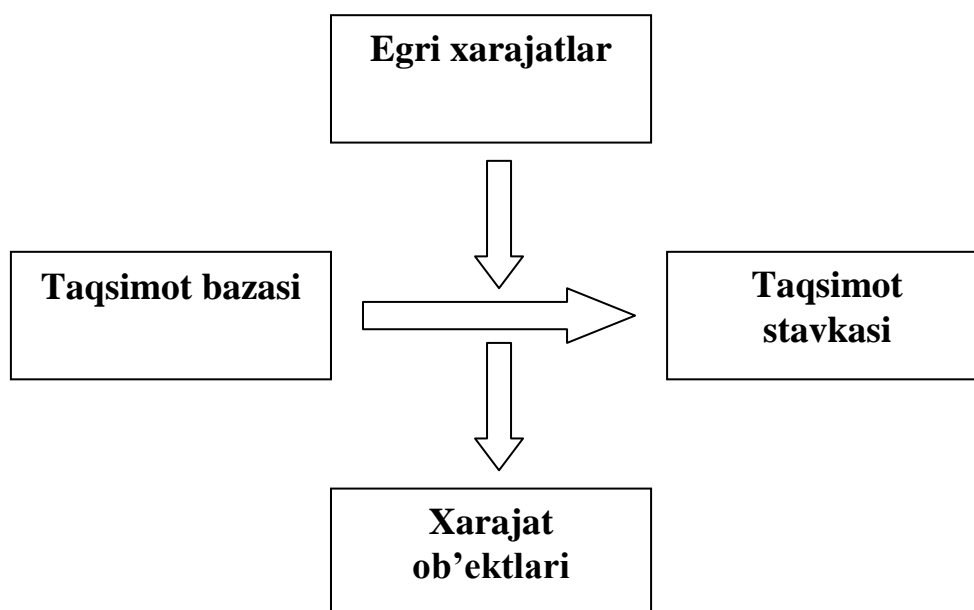 Egri xarajatlar
Taqsimot bazasi
Taqsimot
stavkasi
Xarajat
ob’ektlari